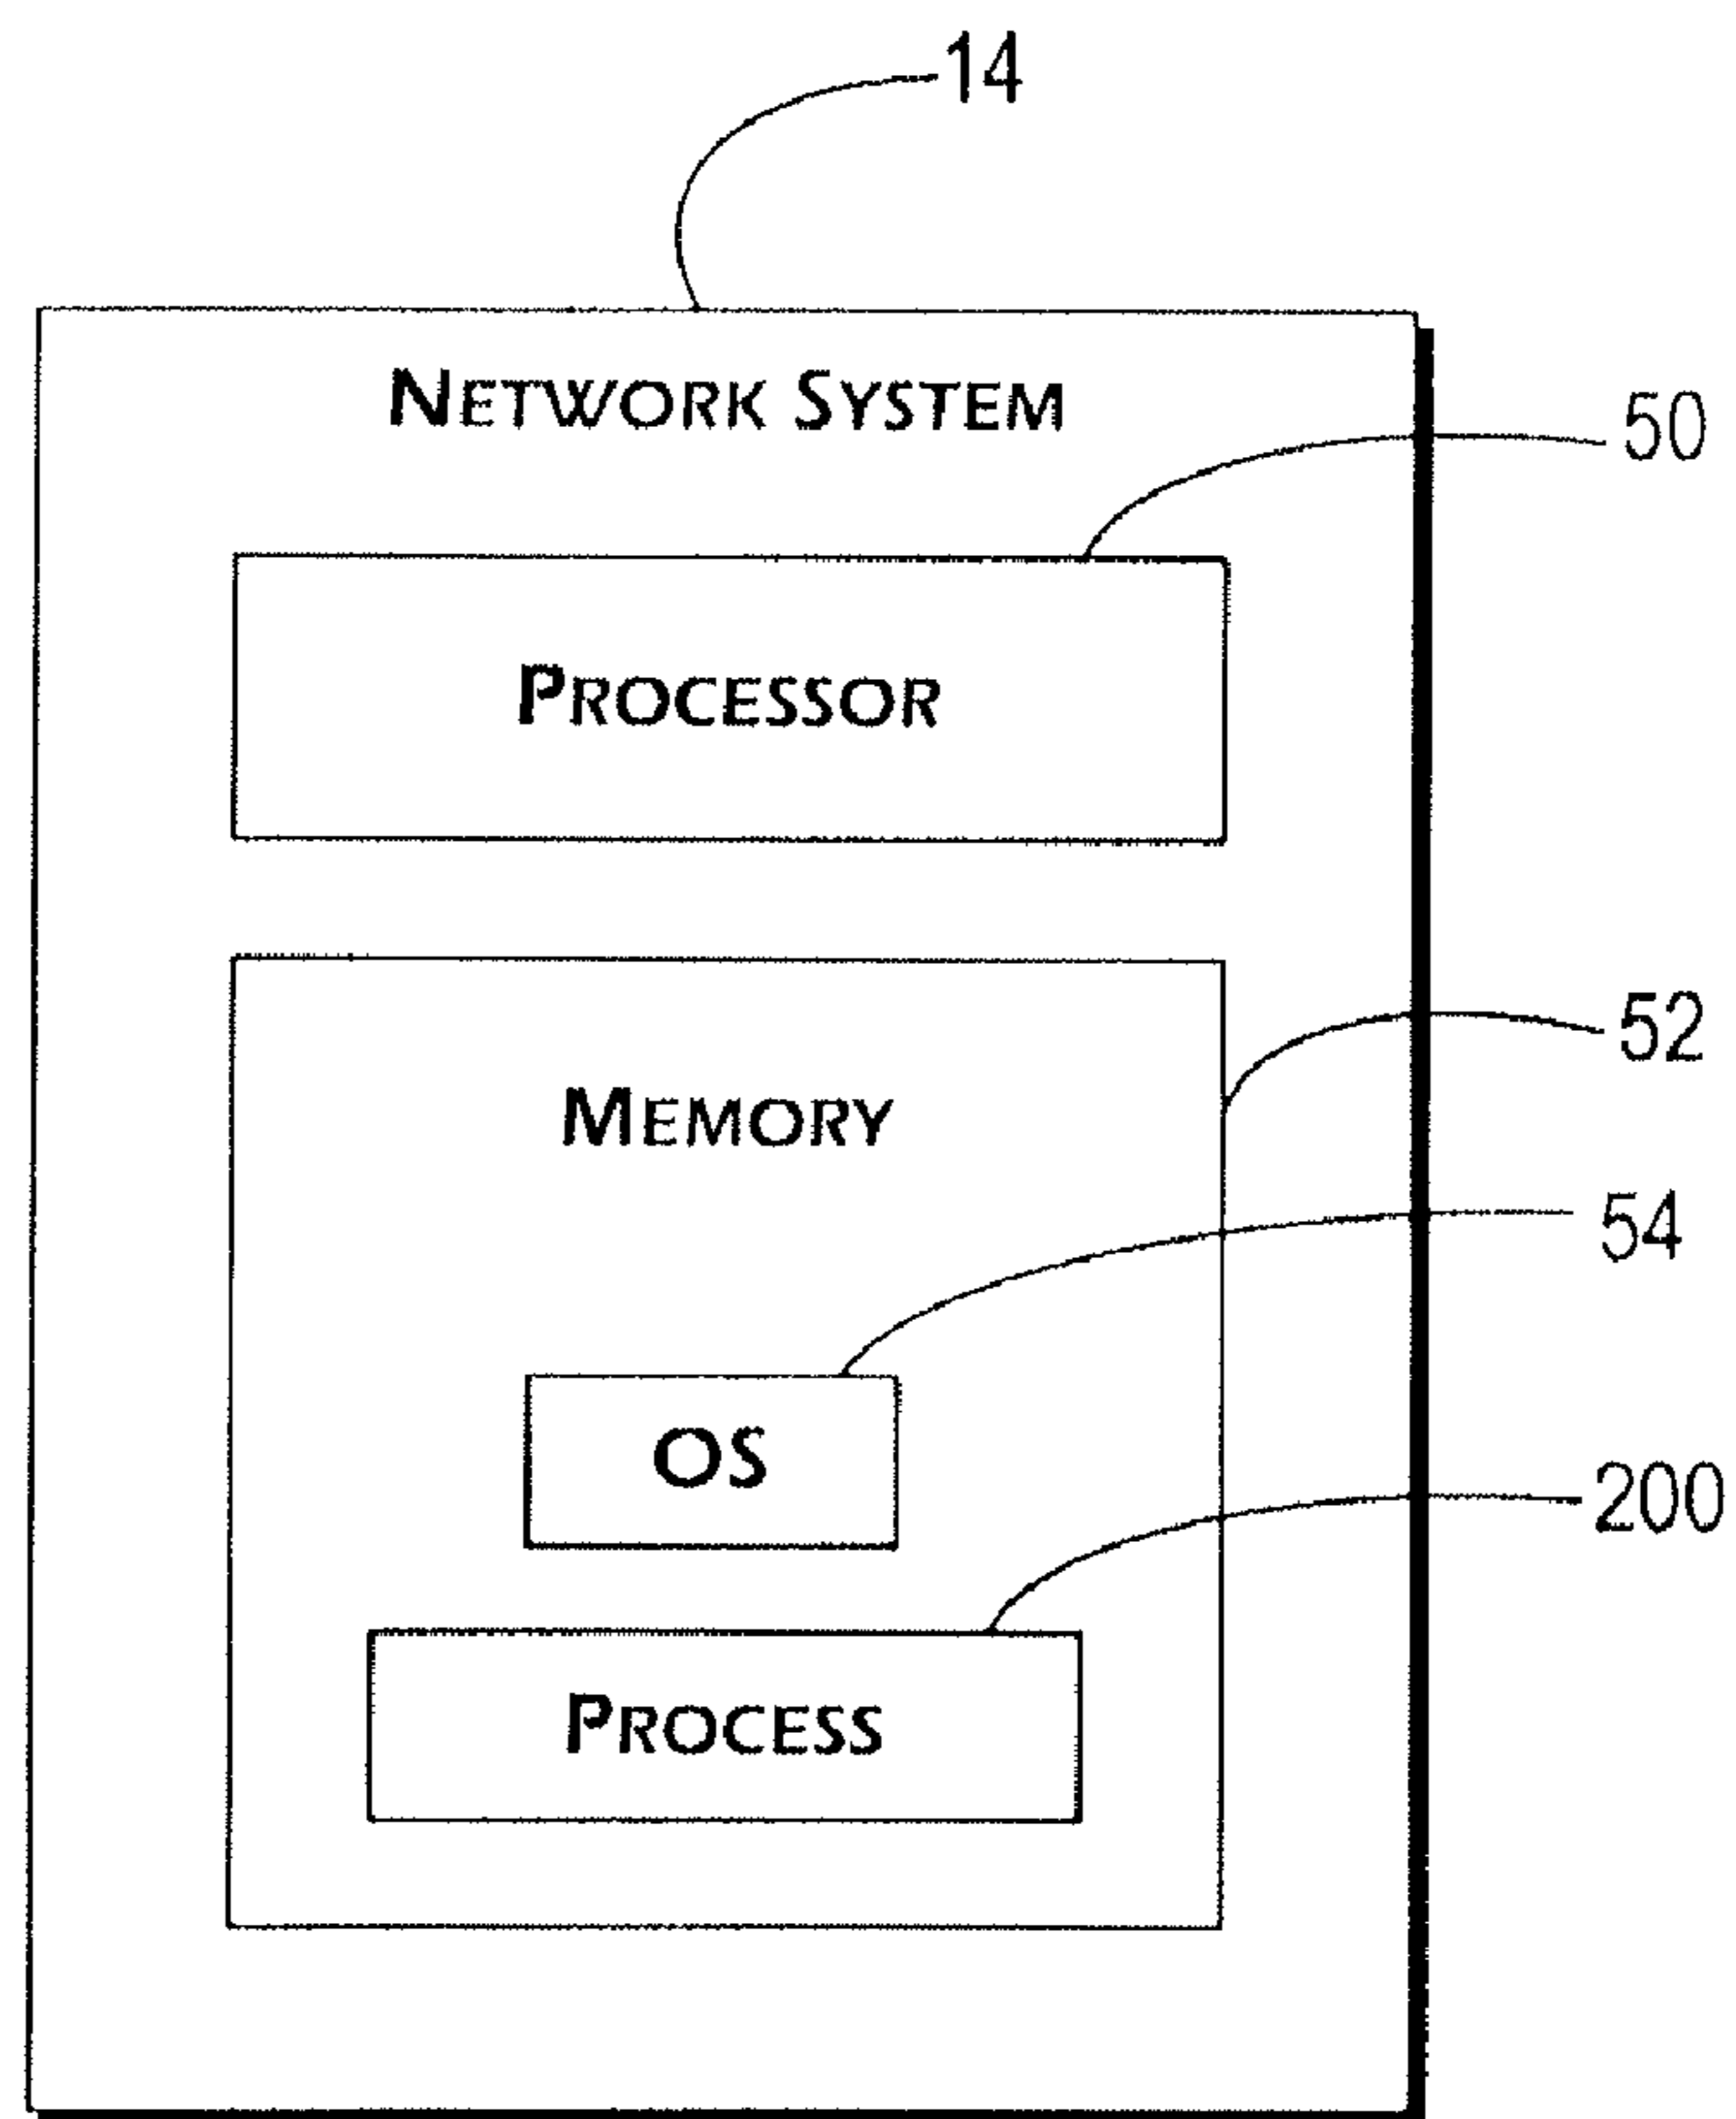 14
NETWORK SYSTEM
50
PROCESSOR
52
MEMORY
54
OS
200
PROCESS